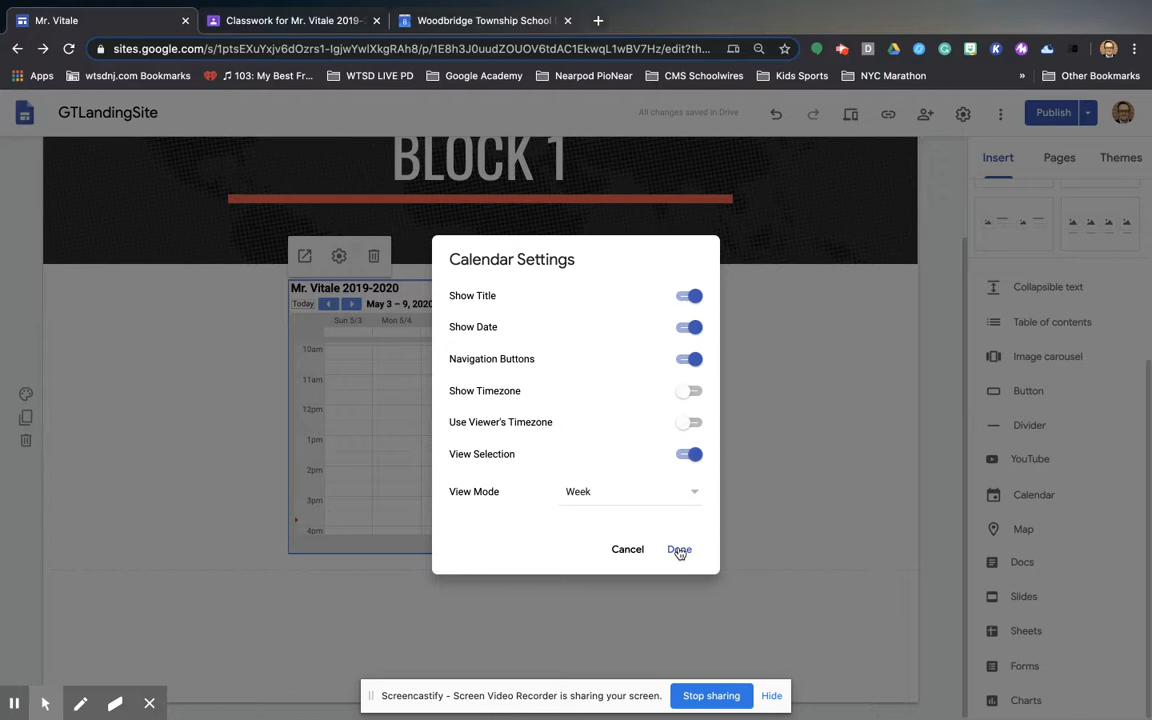 Mr. Vitale
Classwork for Mr. Vitale 2019-
Woodbridge Township School
sites.google.com/s/1ptsEXuYxjv6dOzrs1-IgjwYwIXkgRAh8/p/1E8h3J0uudZOUOV6tdAC1EkwqL1wBV7Hz/edit?th...
Apps
wtsdnj.com Bookmarks
103: My Best Fr...
WTSD LIVE PD
Google Academy
Nearpod PioNear
CMS Schoolwires
Kids Sports
NYC Marathon
»
Other Bookmarks
GTLandingSite
All changes saved in Drive
Publish
BLOCK 1
Insert
Pages
Themes
Calendar Settings
Show Title
Show Date
Navigation Buttons
Show Timezone
Use Viewer's Timezone
View Selection
View Mode
Week
Cancel
Done
Mr. Vitale 2019-2020
Today
May 3 – 9, 2020
Sun 5/3
Mon 5/4
10am
11am
12pm
1pm
2pm
3pm
4pm
Collapsible text
Table of contents
Image carousel
Button
Divider
YouTube
Calendar
Map
Docs
Slides
Sheets
Forms
Charts
Screencastify - Screen Video Recorder is sharing your screen.
Stop sharing
Hide